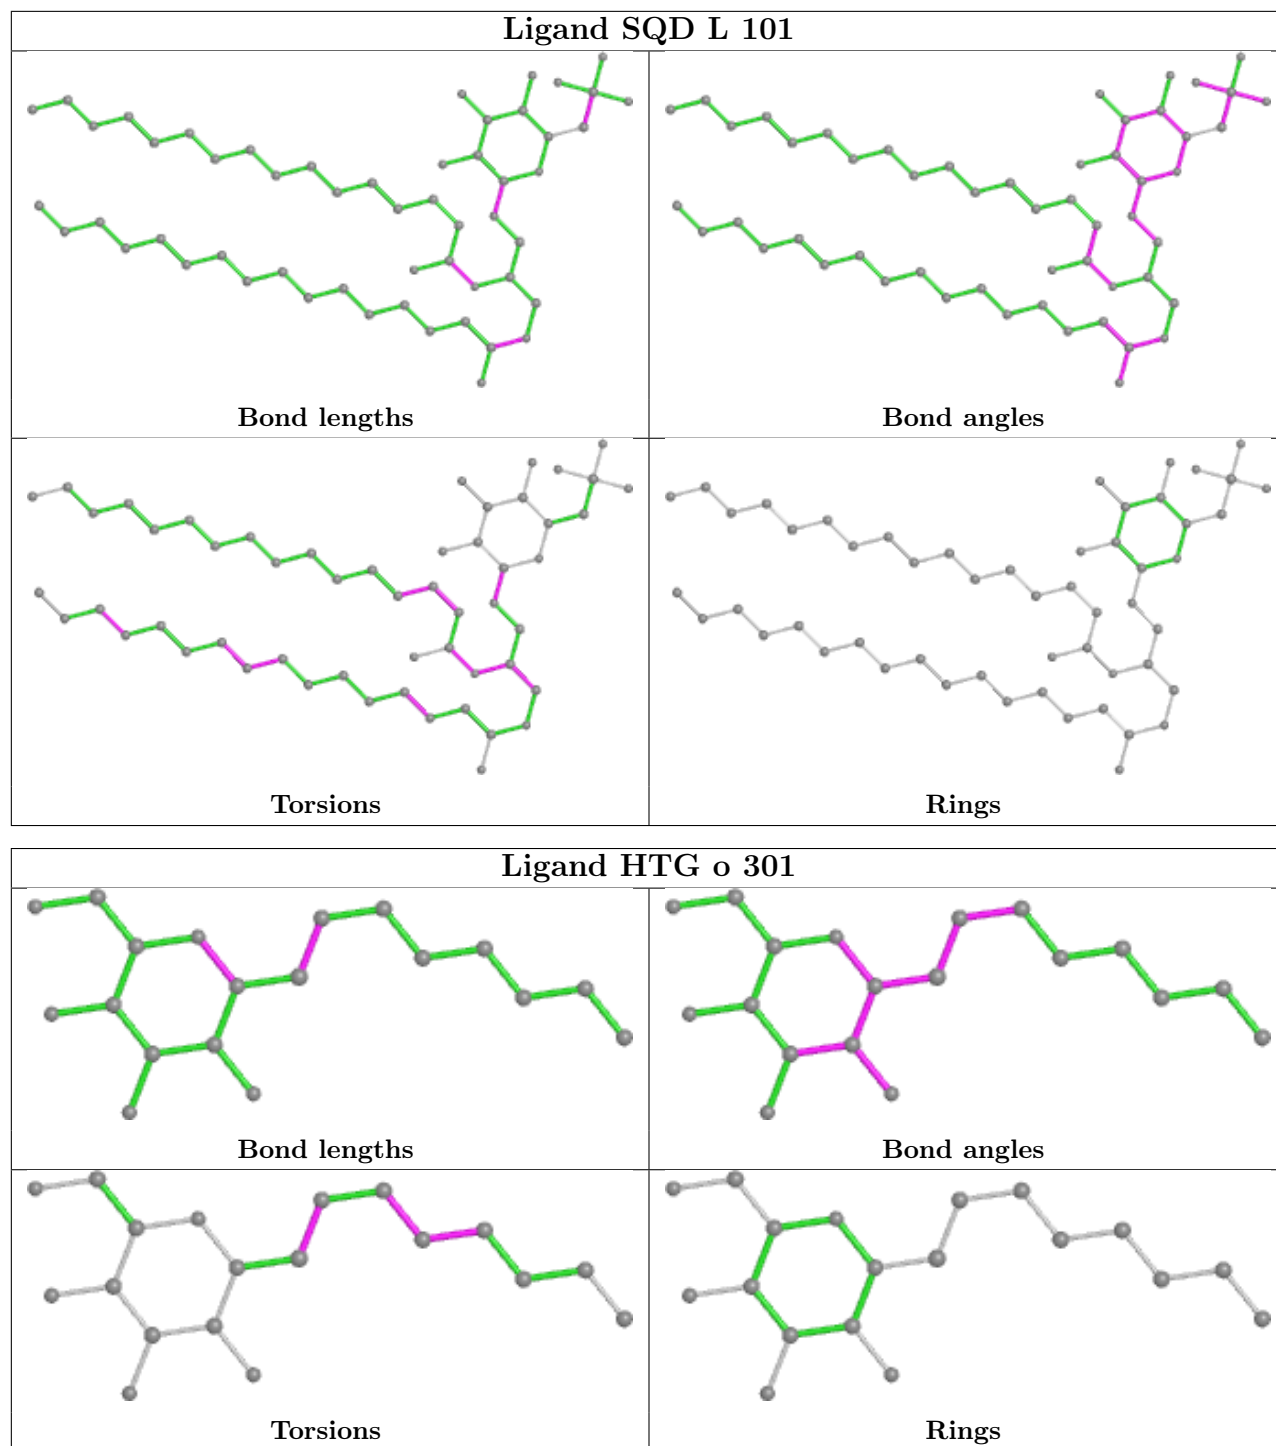 Ligand SQD L 101
Bond lengths
Bond angles
Torsions
Rings
Ligand HTG o 301
Bond lengths
Bond angles
Torsions
Rings